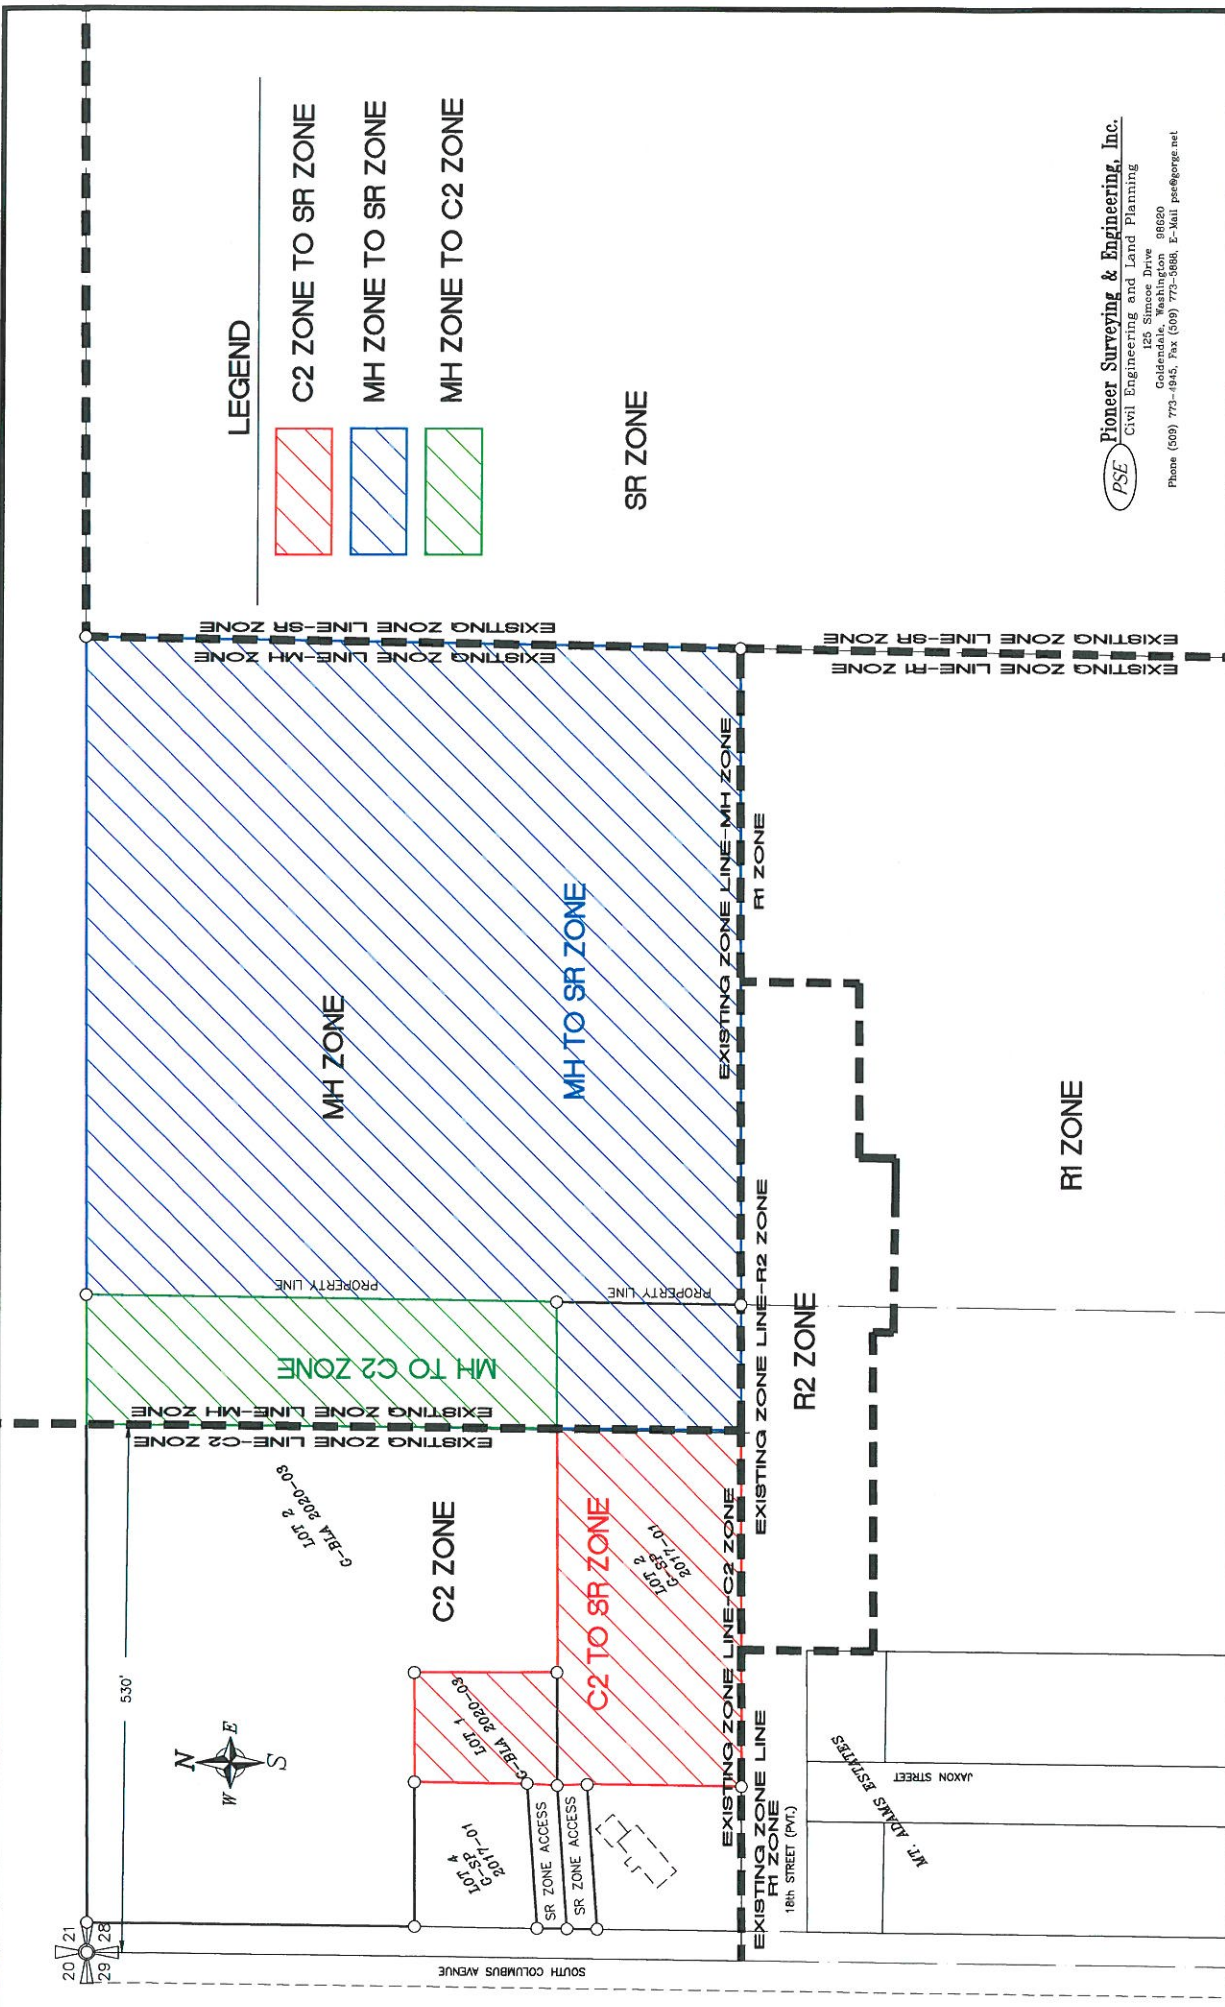 LEGEND
C2 ZONE TO SR ZONE
MH ZONE TO SR ZONE
MH ZONE TO C2 ZONE
SR ZONE
PSE
Pioneer Surveying & Engineering, Inc.
Civil Engineering and Land Planning
125 Simcoe Drive
Goldendale, Washington 98620
Phone (509) 773-4945, Fax (509) 773-5888, E-Mail pse@gorge.net
EXISTING ZONE LINE-SR ZONE
EXISTING ZONE LINE-MH ZONE
EXISTING ZONE LINE-SR ZONE
EXISTING ZONE LINE-R1 ZONE
MH ZONE
MH TO SR ZONE
EXISTING ZONE LINE-MH ZONE
R1 ZONE
R1 ZONE
PROPERTY LINE
PROPERTY LINE
MH TO C2 ZONE
EXISTING ZONE LINE-MH ZONE
EXISTING ZONE LINE-C2 ZONE
EXISTING ZONE LINE-R2 ZONE
R2 ZONE
530'
LOT 2
G-BLA 2020-03
C2 ZONE
C2 TO SR ZONE
LOT 2
G-SP
2017-01
EXISTING ZONE LINE-C2 ZONE
N
E
S
W
LOT 1
G-BLA 2020-03
LOT 4
G-SP
2017-01
SR ZONE ACCESS
SR ZONE ACCESS
EXISTING ZONE LINE
R1 ZONE
18th STREET (PVT.)
MT. ADAMS ESTATES
JAXON STREET
20
21
29
28
SOUTH COLUMBUS AVENUE